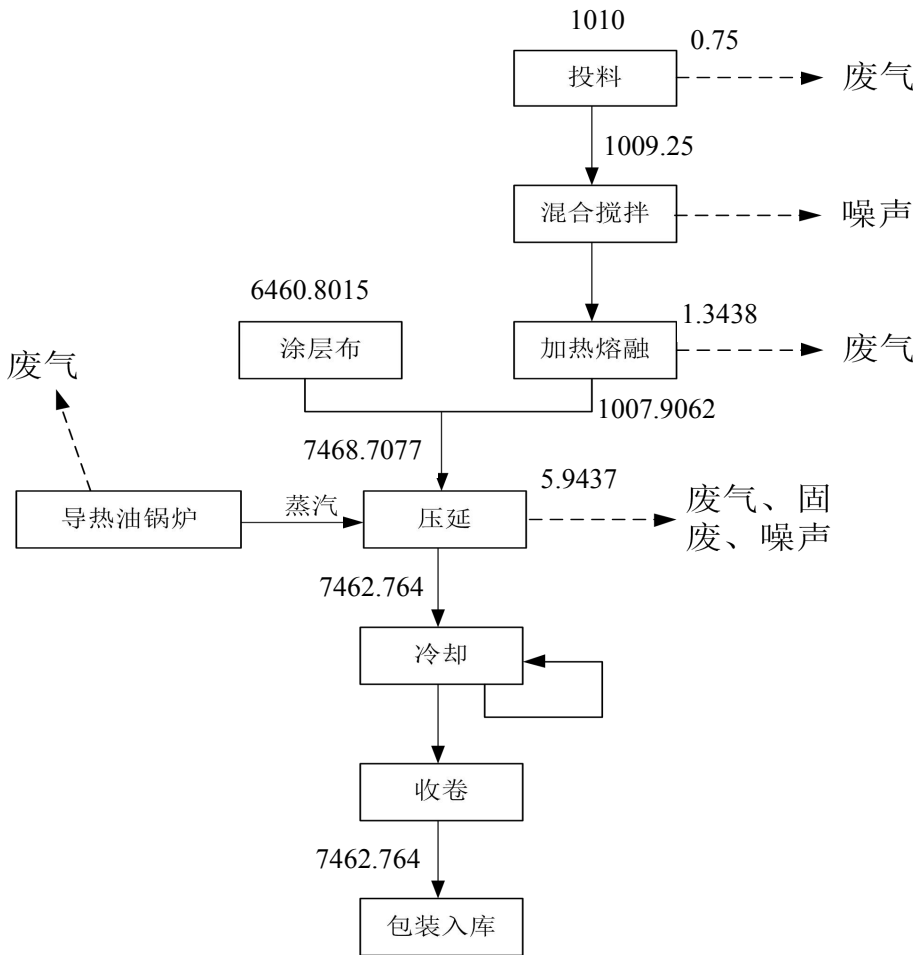 1010
0.75
投料
废气
1009.25
混合搅拌
噪声
6460.8015
1.3438
涂层布
加热熔融
废气
废气
1007.9062
7468.7077
5.9437
导热油锅炉
蒸汽
压延
废气、固
废、噪声
7462.764
冷却
收卷
7462.764
包装入库